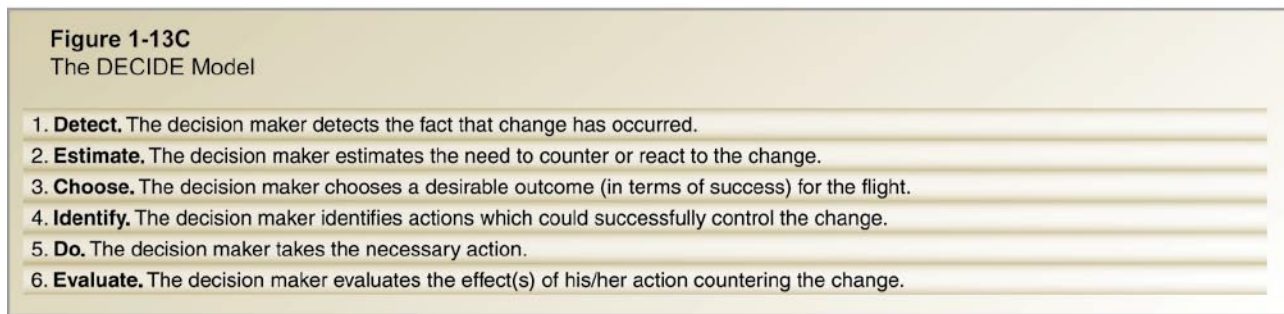 Figure 1-13C
The DECIDE Model
1. Detect. The decision maker detects the fact that change has occurred.
2. Estimate. The decision maker estimates the need to counter or react to the change.
3. Choose. The decision maker chooses a desirable outcome (in terms of success) for the flight.
4. Identify. The decision maker identifies actions which could successfully control the change.
5. Do. The decision maker takes the necessary action.
6. Evaluate. The decision maker evaluates the effect(s) of his/her action countering the change.